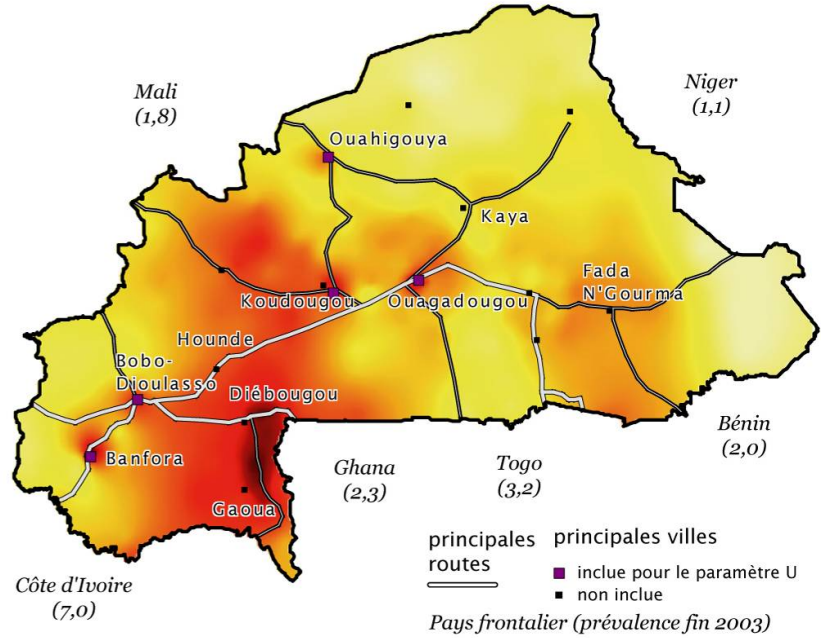 Mali
(1,8)
Niger
(1,1)
Ouahigouya
Kaya
Fada
N'Gourma
Koudougou
Ouagadougou
Hounde
Bobo-
Dioulasso
Diébougou
Banfora
Gaoua
Ghana
(2,3)
Togo
(3,2)
Bénin
(2,0)
Côte d'Ivoire
(7,0)
principales
routes
principales villes
inclue pour le paramètre U
non inclue
Pays frontalier (prévalence fin 2003)